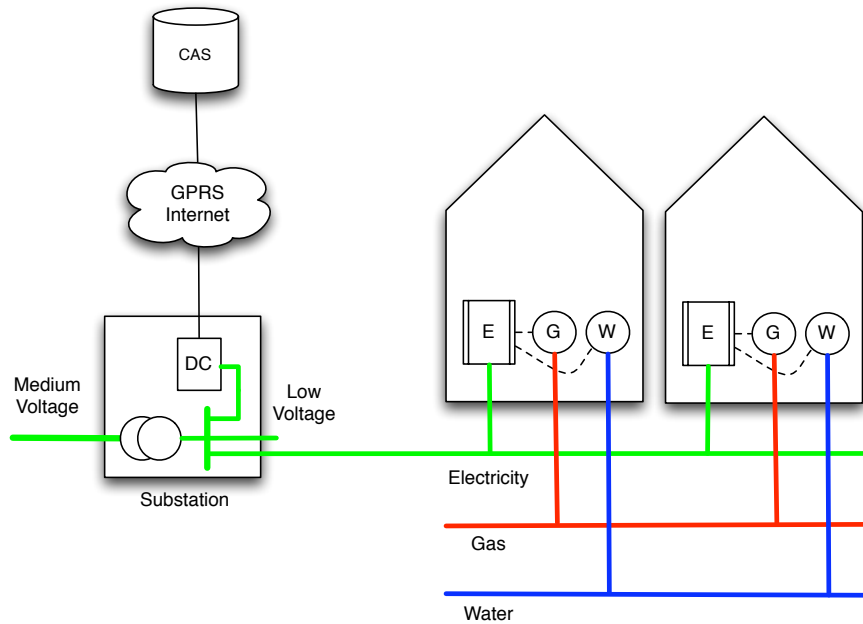 CAS
GPRS
Internet
DC
Medium
Voltage
Low
Voltage
Substation
E
G
W
E
G
W
Electricity
Gas
Water